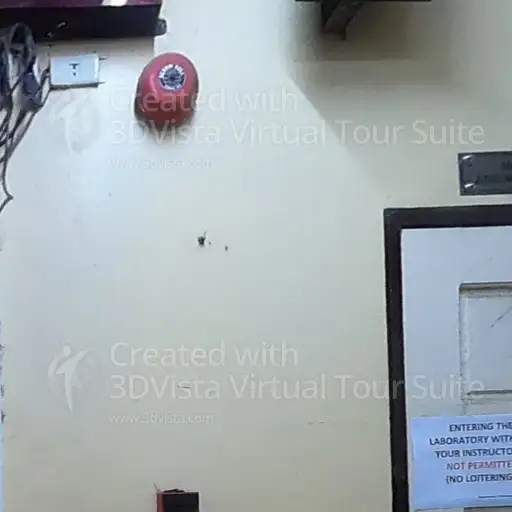 Created with
3DVista Virtual Tour Suite
www.3dvista.com
Created with
3DVista Virtual Tour Suite
www.3dvista.com
ENTERING THE
LABORATORY WITH
YOUR INSTRUCTO
NOT PERMITTE
(NO LOITERING